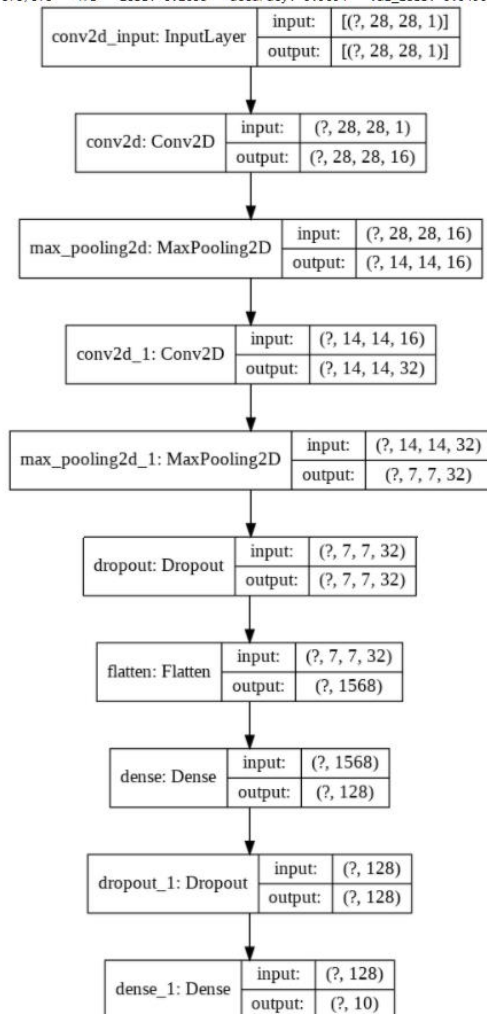 conv2d_input: InputLayer
input: [(?, 28, 28, 1)]
output: [(?, 28, 28, 1)]
conv2d: Conv2D
input: (?, 28, 28, 1)
output: (?, 28, 28, 16)
max_pooling2d: MaxPooling2D
input: (?, 28, 28, 16)
output: (?, 14, 14, 16)
conv2d_1: Conv2D
input: (?, 14, 14, 16)
output: (?, 14, 14, 32)
max_pooling2d_1: MaxPooling2D
input: (?, 14, 14, 32)
output: (?, 7, 7, 32)
dropout: Dropout
input: (?, 7, 7, 32)
output: (?, 7, 7, 32)
flatten: Flatten
input: (?, 7, 7, 32)
output: (?, 1568)
dense: Dense
input: (?, 1568)
output: (?, 128)
dropout_1: Dropout
input: (?, 128)
output: (?, 128)
dense_1: Dense
input: (?, 128)
output: (?, 10)